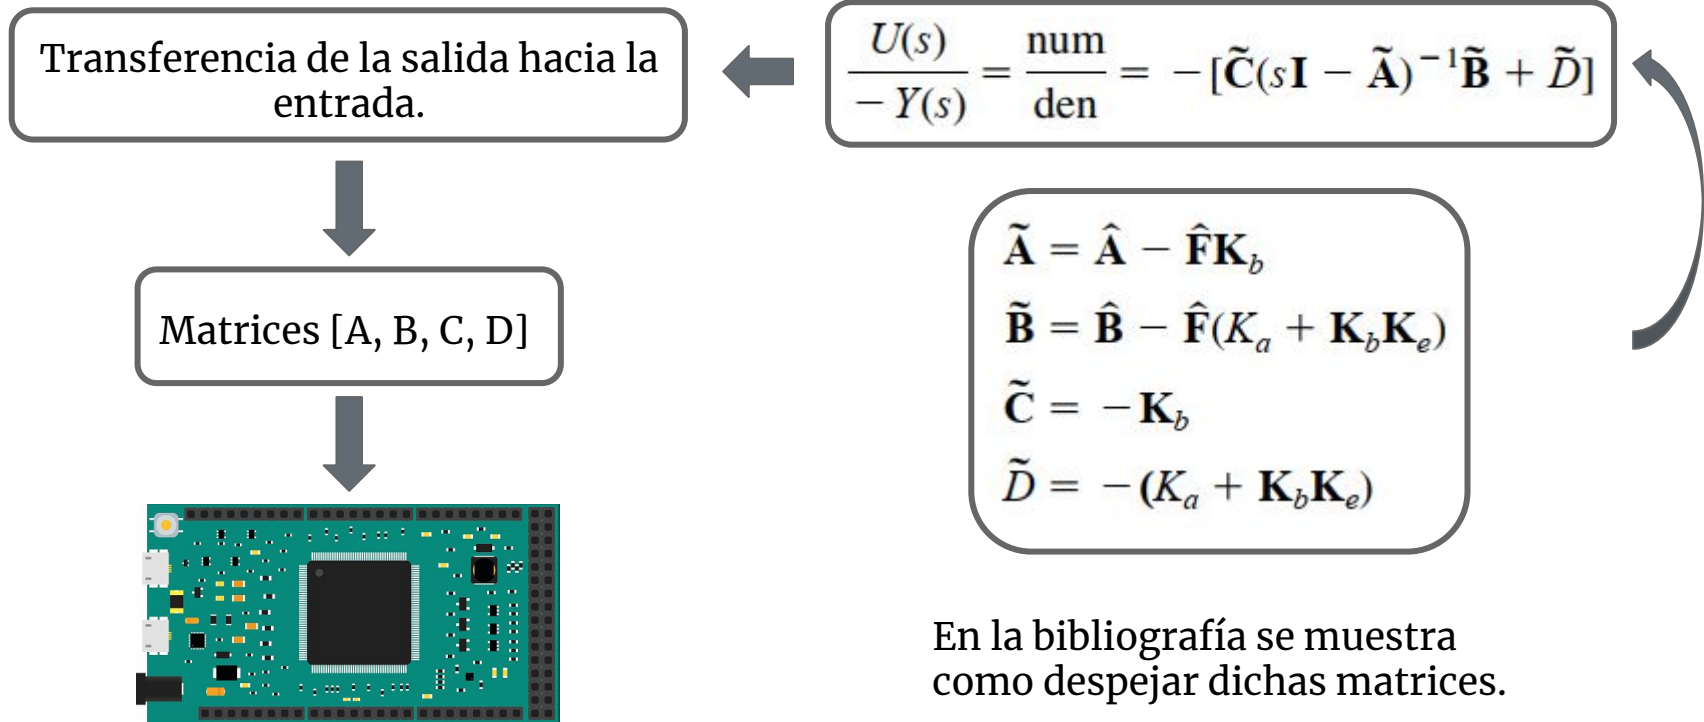 Transferencia de la salida hacia la
entrada.
U(s) / −Y(s) = num / den = −[C̃(sI − Ã)⁻¹B̃ + D̃]
Matrices [A, B, C, D]
Ã = Â − F̂K_b
B̃ = B̂ − F̂(K_a + K_bK_e)
C̃ = −K_b
D̃ = −(K_a + K_bK_e)
En la bibliografía se muestra
como despejar dichas matrices.